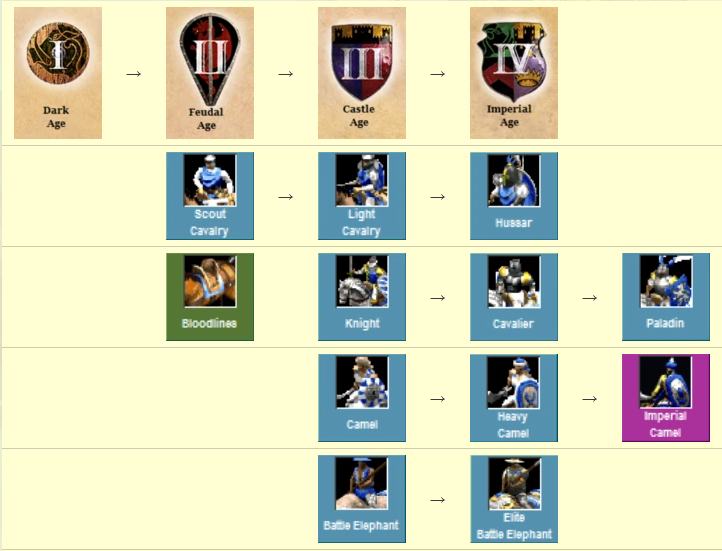 I
Dark
Age
→
II
Feudal
Age
→
III
Castle
Age
→
IV
Imperial
Age
Scout
Cavalry
→
Light
Cavalry
→
Hussar
Bloodlines
Knight
→
Cavalier
→
Paladin
Camel
→
Heavy
Camel
→
Imperial
Camel
Battle Elephant
→
Elite
Battle Elephant